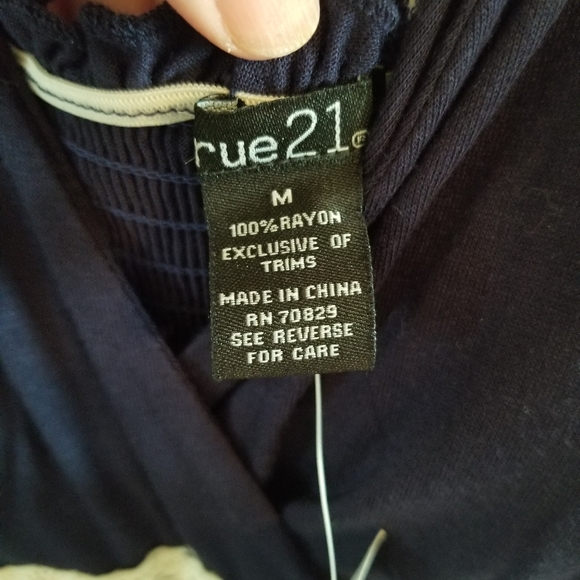 rue21®
M
100% RAYON
EXCLUSIVE OF
TRIMS
MADE IN CHINA
RN 70829
SEE REVERSE
FOR CARE